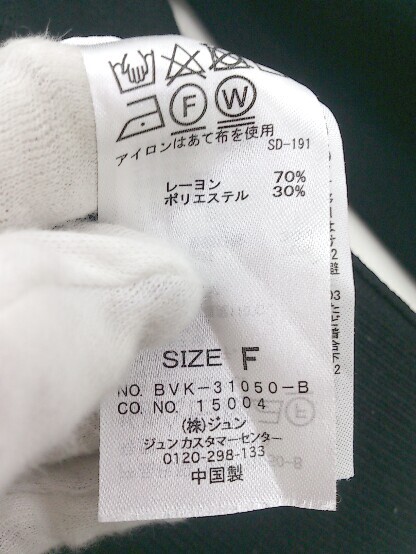 F W
アイロンはあて布を使用
SD-191
レーヨン 70%
ポリエステル 30%
SIZE F
NO. BVK-31050-B
CO. NO. 15004
(株)ジュン
ジュンカスタマーセンター
0120-298-133
中国製